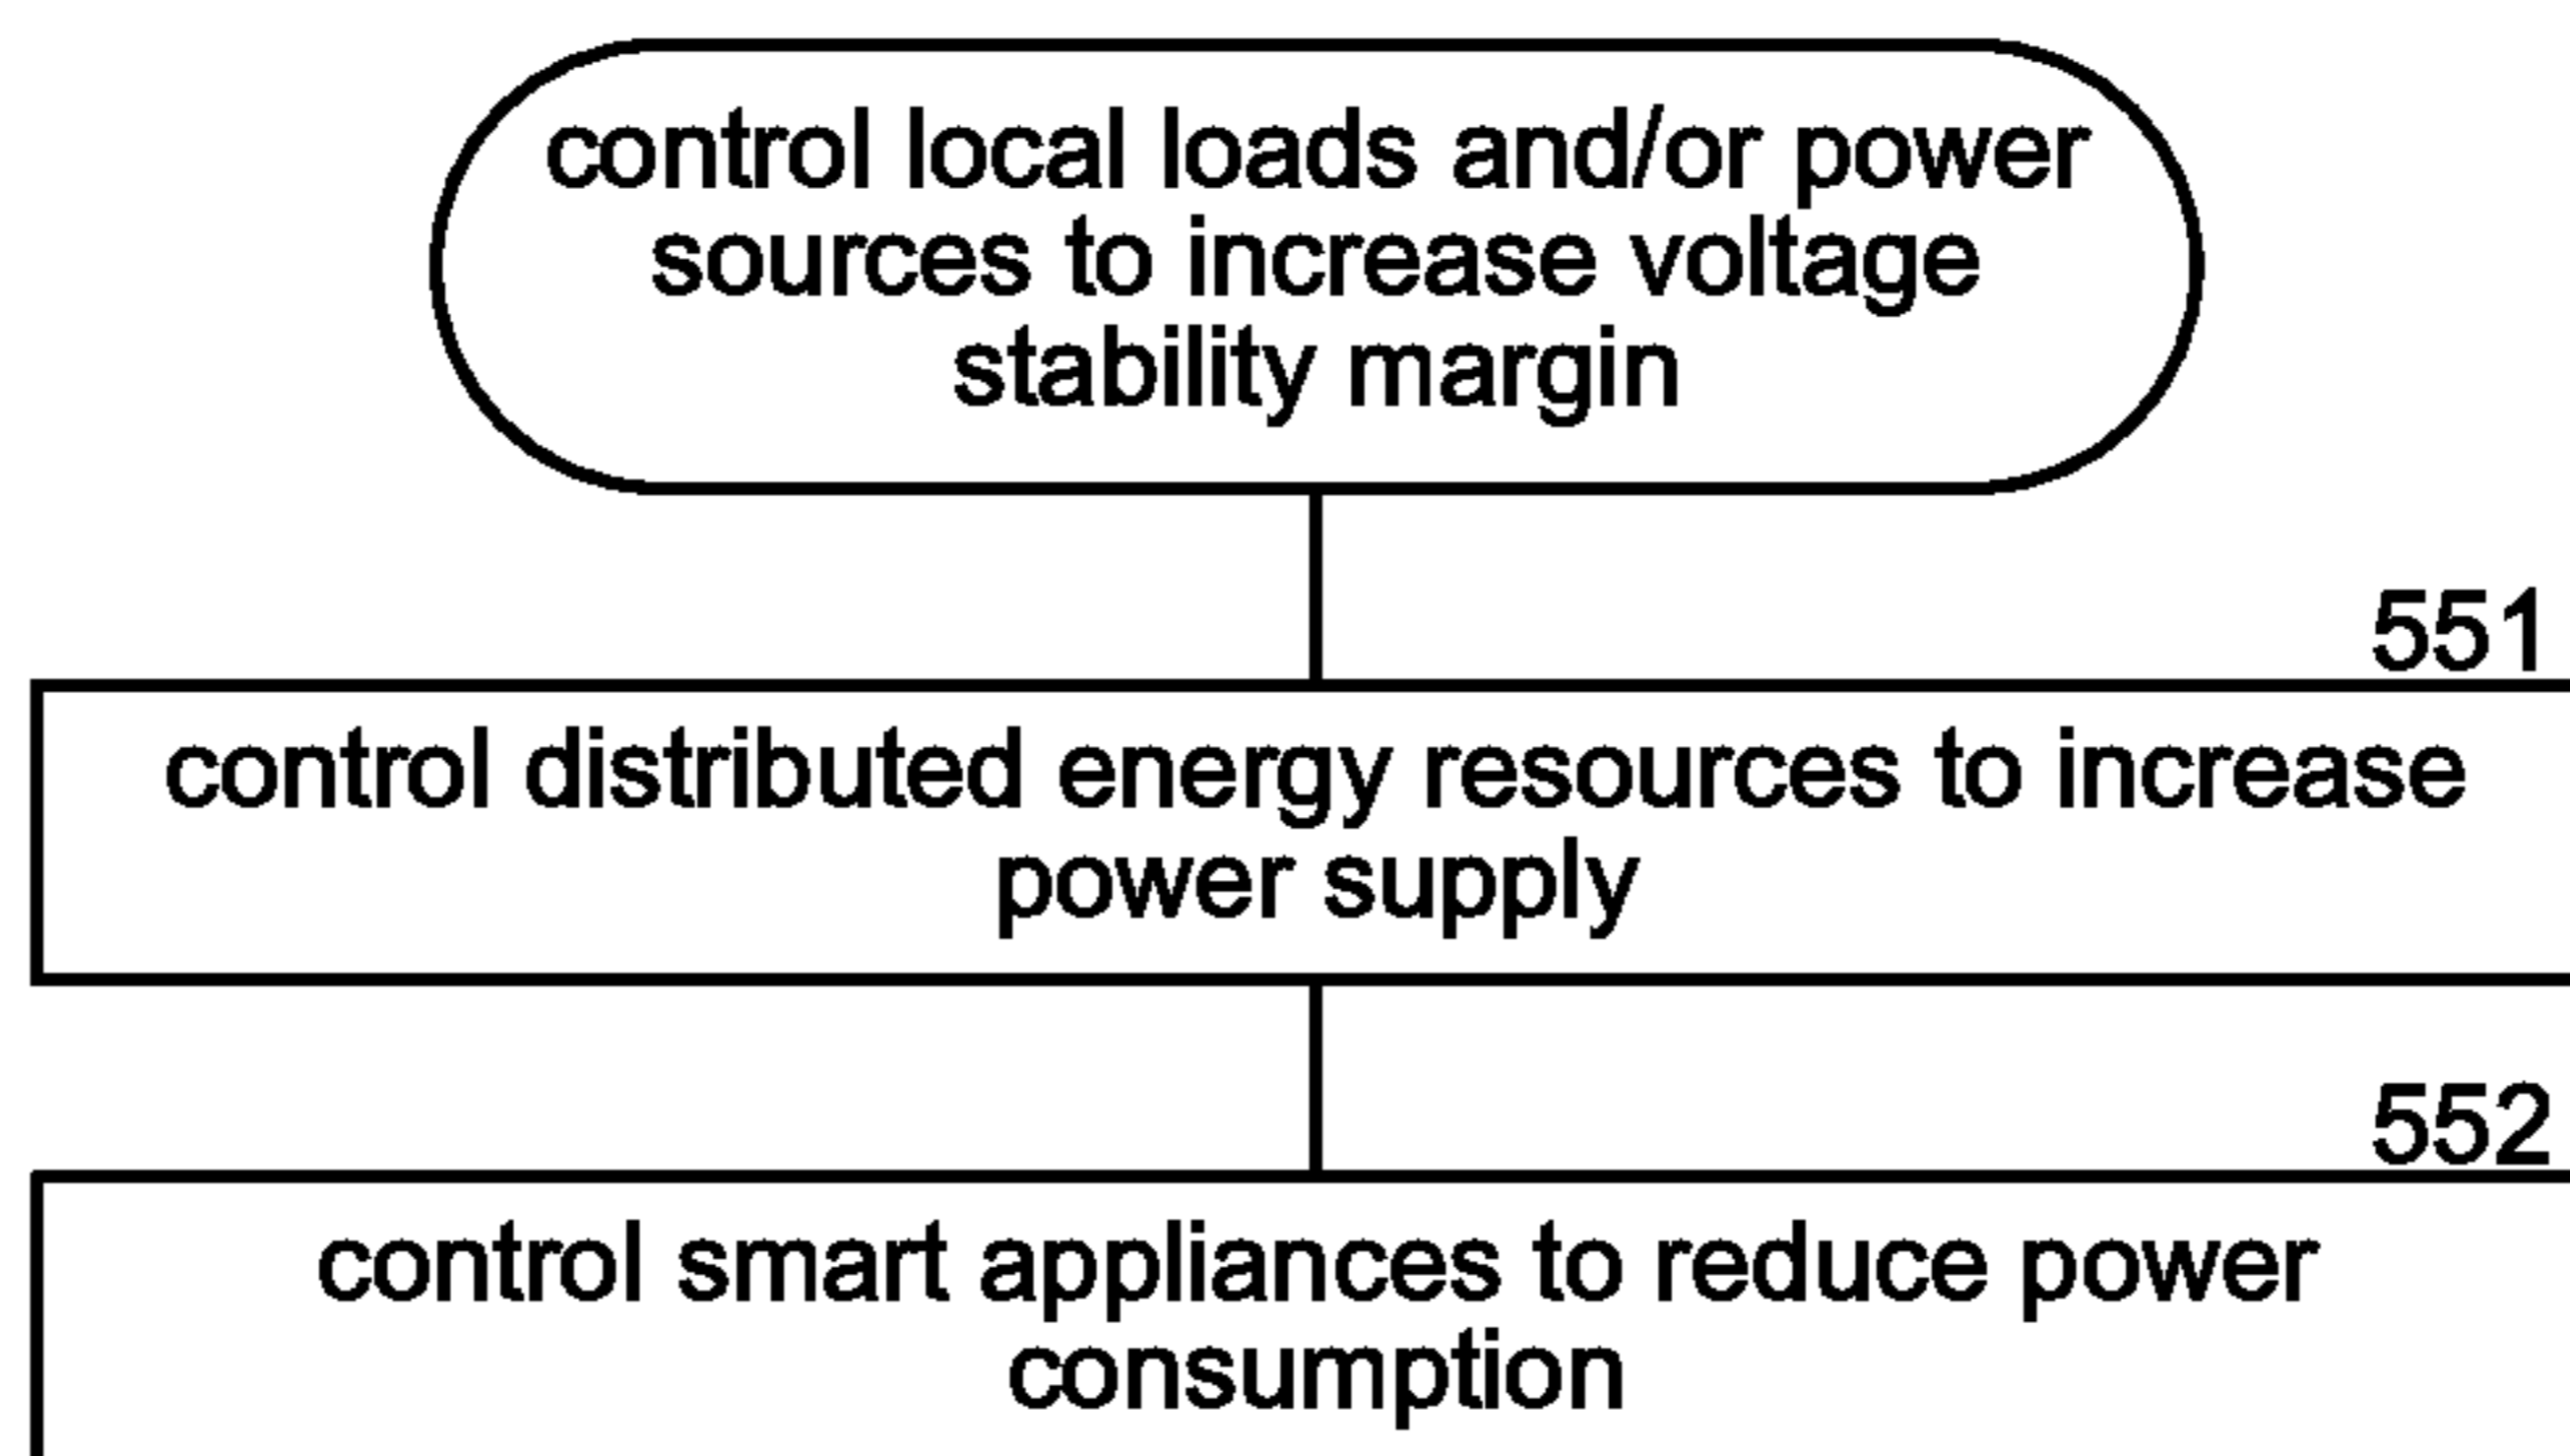 control local loads and/or power
sources to increase voltage
stability margin
551
control distributed energy resources to increase
power supply
552
control smart appliances to reduce power
consumption